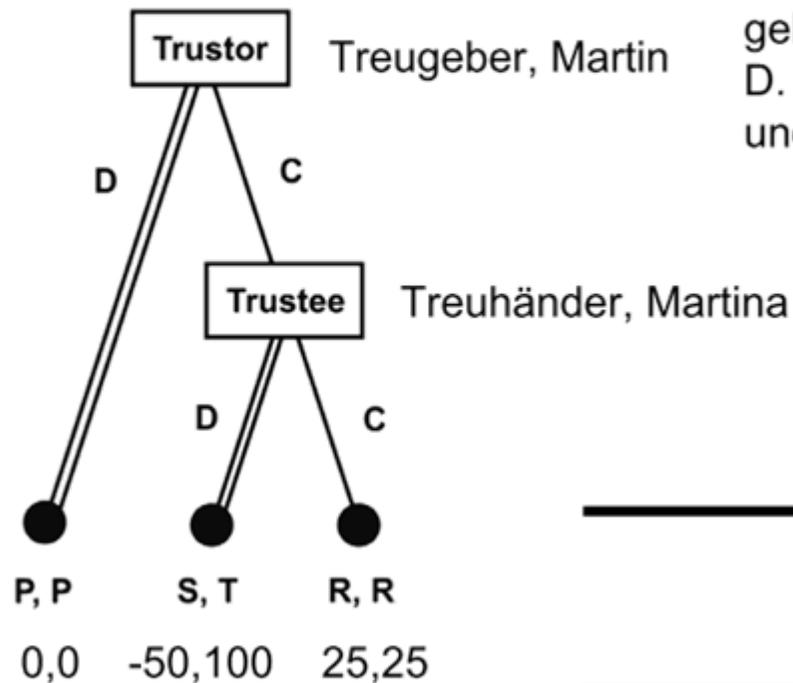 Trustor
Treugeber, Martin
D.
D
C
Trustee
Treuhänder, Martina
D
C
P, P
S, T
R, R
0,0
-50,100
25,25